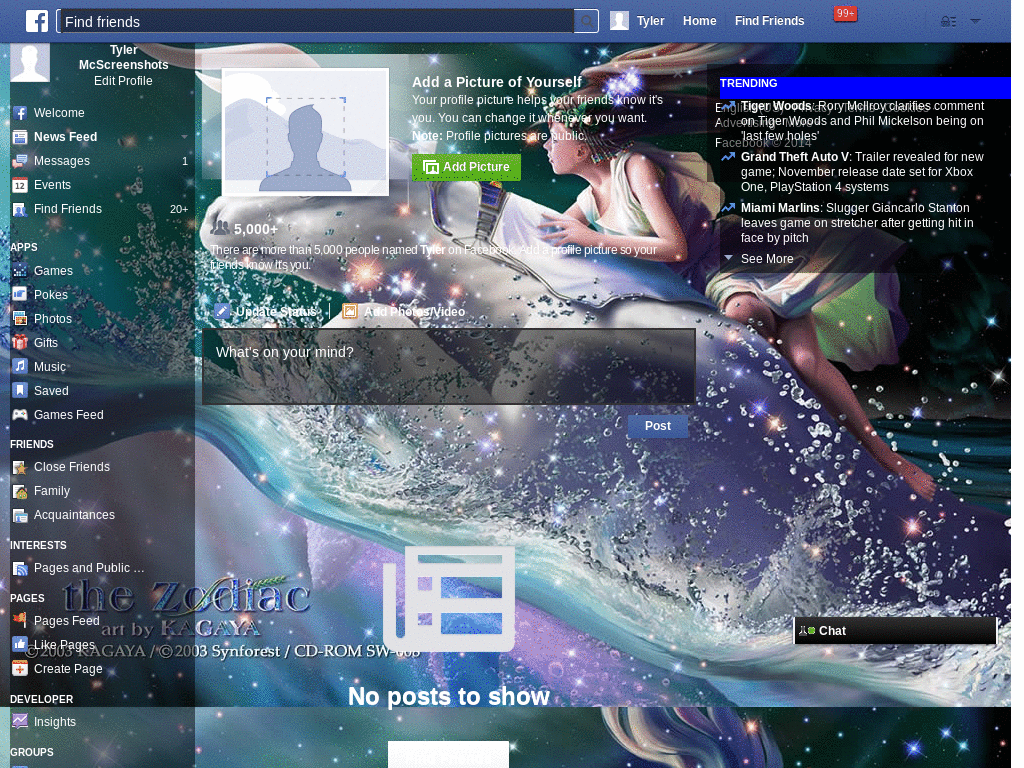 Find friends
Tyler
Home
Find Friends
99+
Tyler
McScreenshots
Edit Profile
Welcome
News Feed
Messages 1
Events
Find Friends 20+
APPS
Games
Pokes
Photos
Gifts
Music
Saved
Games Feed
FRIENDS
Close Friends
Family
Acquaintances
INTERESTS
Pages and Public ...
PAGES
Pages Feed
Like Pages
Create Page
DEVELOPER
Insights
GROUPS
Add a Picture of Yourself
Your profile picture helps your friends know it's
you. You can change it whenever you want.
Note: Profile pictures are public.
Add Picture
5,000+
There are more than 5,000 people named Tyler on Facebook. Add a profile picture so your
friends know it's you.
Update Status
Add Photos/Video
What's on your mind?
Post
No posts to show
TRENDING
Tiger Woods: Rory McIlroy clarifies comment
on Tiger Woods and Phil Mickelson being on
'last few holes'
Facebook © 2014
Grand Theft Auto V: Trailer revealed for new
game; November release date set for Xbox
One, PlayStation 4 systems
Miami Marlins: Slugger Giancarlo Stanton
leaves game on stretcher after getting hit in
face by pitch
See More
Chat
the Zodiac
art by KAGAYA
©2003 KAGAYA / ©2003 Synforest / CD-ROM SW-608